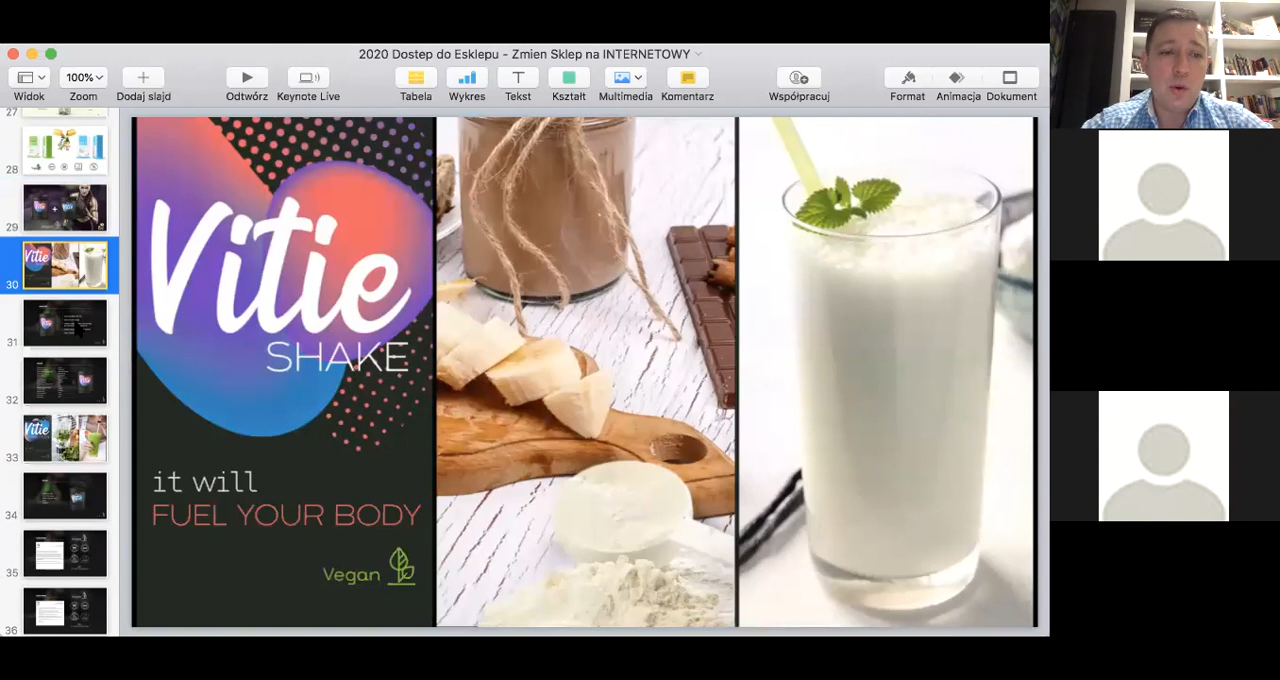 2020 Dostep do Esklepu - Zmien Sklep na INTERNETOWY
100%
Widok
Zoom
Dodaj slajd
Odtwórz
Keynote Live
Tabela
Wykres
Tekst
Kształt
Multimedia
Komentarz
Współpracuj
Format
Animacja
Dokument
27
28
29
30
31
32
33
34
35
36
Vitie
SHAKE
it will
FUEL YOUR BODY
Vegan
Vitie
Vitie